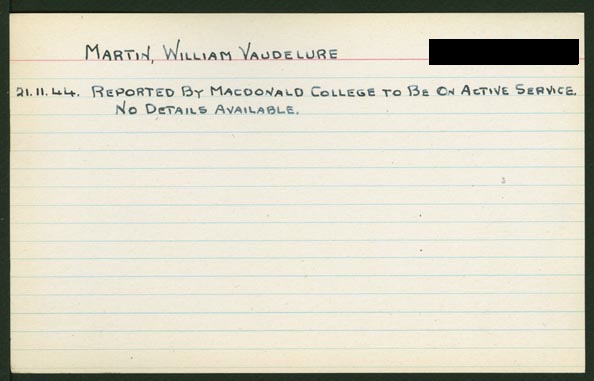 MARTIN, WILLIAM VAUDELURE
21.11.44. REPORTED BY MACDONALD COLLEGE TO BE ON ACTIVE SERVICE.
NO DETAILS AVAILABLE.